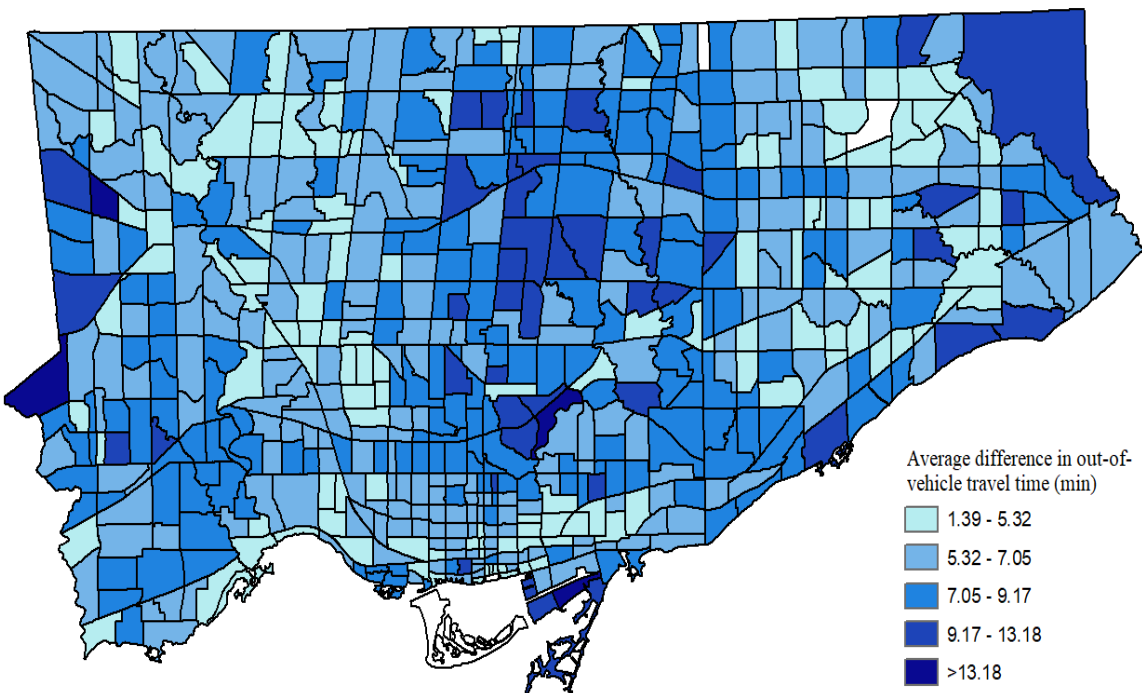 Average difference in out-of-
vehicle travel time (min)
1.39 - 5.32
5.32 - 7.05
7.05 - 9.17
9.17 - 13.18
>13.18